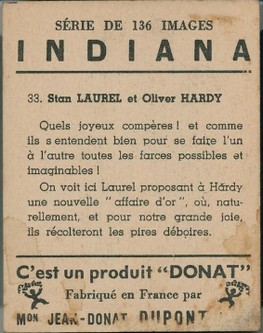 SÉRIE DE 136 IMAGES
INDIANA
33. Stan LAUREL et Oliver HARDY
Quels joyeux compères! et comme
ils s entendent bien pour se faire l'un
à l'autre toutes les farces possibles et
imaginables!
On voit ici Laurel proposant à Hardy
une nouvelle "affaire d'or", où, natu-
rellement, et pour notre grande joie,
ils récolteront les pires déboires.
C'est un produit "DONAT"
Fabriqué en France par
MON JEAN-DONAT DUPONT